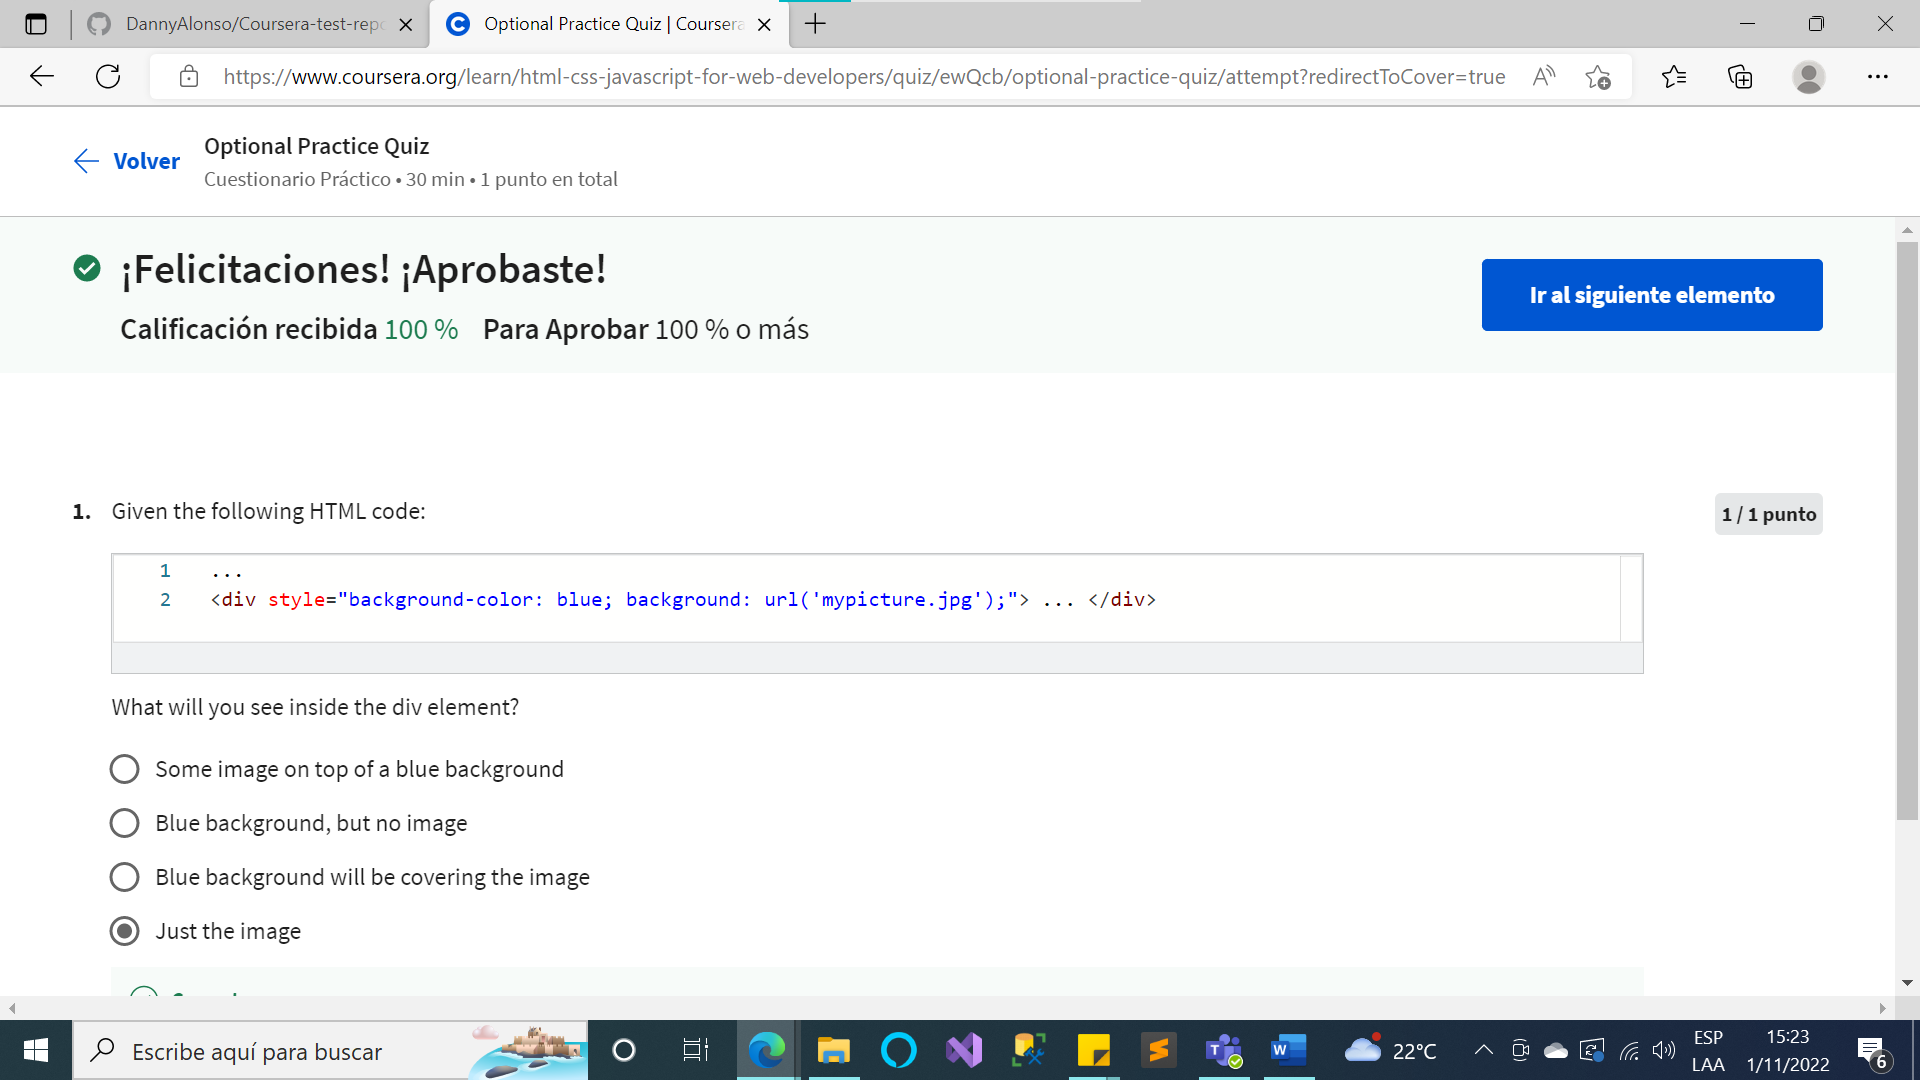 DannyAlonso/Coursera-test-repo
Optional Practice Quiz | Coursera
https://www.coursera.org/learn/html-css-javascript-for-web-developers/quiz/ewQcb/optional-practice-quiz/attempt?redirectToCover=true
Volver
Optional Practice Quiz
Cuestionario Práctico • 30 min • 1 punto en total
¡Felicitaciones! ¡Aprobaste!
Calificación recibida 100 % Para Aprobar 100 % o más
Ir al siguiente elemento
1. Given the following HTML code:
1 / 1 punto
1 ...
2 <div style="background-color: blue; background: url('mypicture.jpg');"> ... </div>
What will you see inside the div element?
Some image on top of a blue background
Blue background, but no image
Blue background will be covering the image
Just the image
Escribe aquí para buscar
22°C
ESP
LAA
15:23
1/11/2022
6